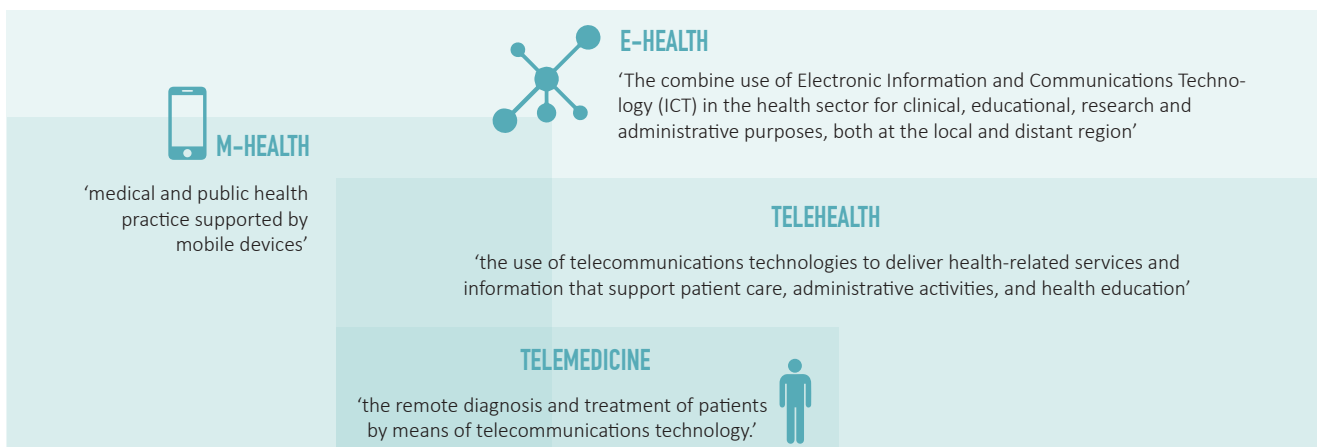 E-HEALTH
‘The combine use of Electronic Information and Communications Techno-
logy (ICT) in the health sector for clinical, educational, research and
administrative purposes, both at the local and distant region’
M-HEALTH
‘medical and public health
practice supported by
mobile devices’
TELEHEALTH
‘the use of telecommunications technologies to deliver health-related services and
information that support patient care, administrative activities, and health education’
TELEMEDICINE
‘the remote diagnosis and treatment of patients
by means of telecommunications technology.’